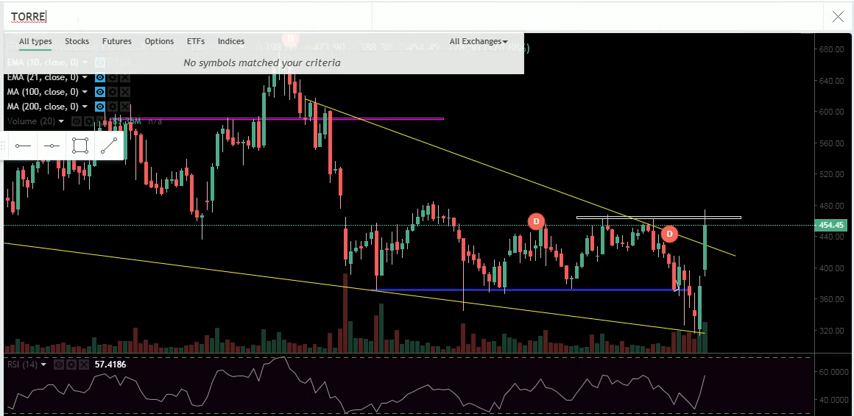 TORRE
All types Stocks Futures Options ETFs Indices All Exchanges
No symbols matched your criteria
EMA (10, close, 0)
EMA (21, close, 0)
MA (100, close, 0)
MA (200, close, 0)
Volume (20) n/a
D
D
D
680.00
640.00
600.00
560.00
520.00
480.00
454.45
440.00
400.00
360.00
320.00
RSI (14) 57.4186
60.0000
40.0000